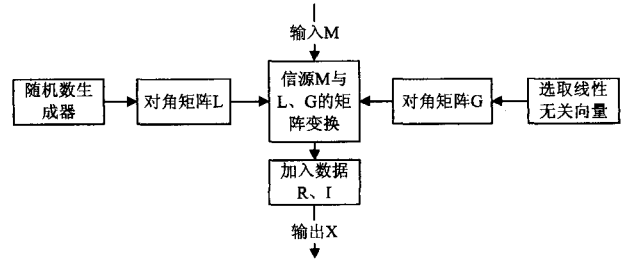 输入M
随机数生
成器
对角矩阵L
信源M与
L、G的矩
阵变换
对角矩阵G
选取线性
无关向量
加入数据
R、I
输出X